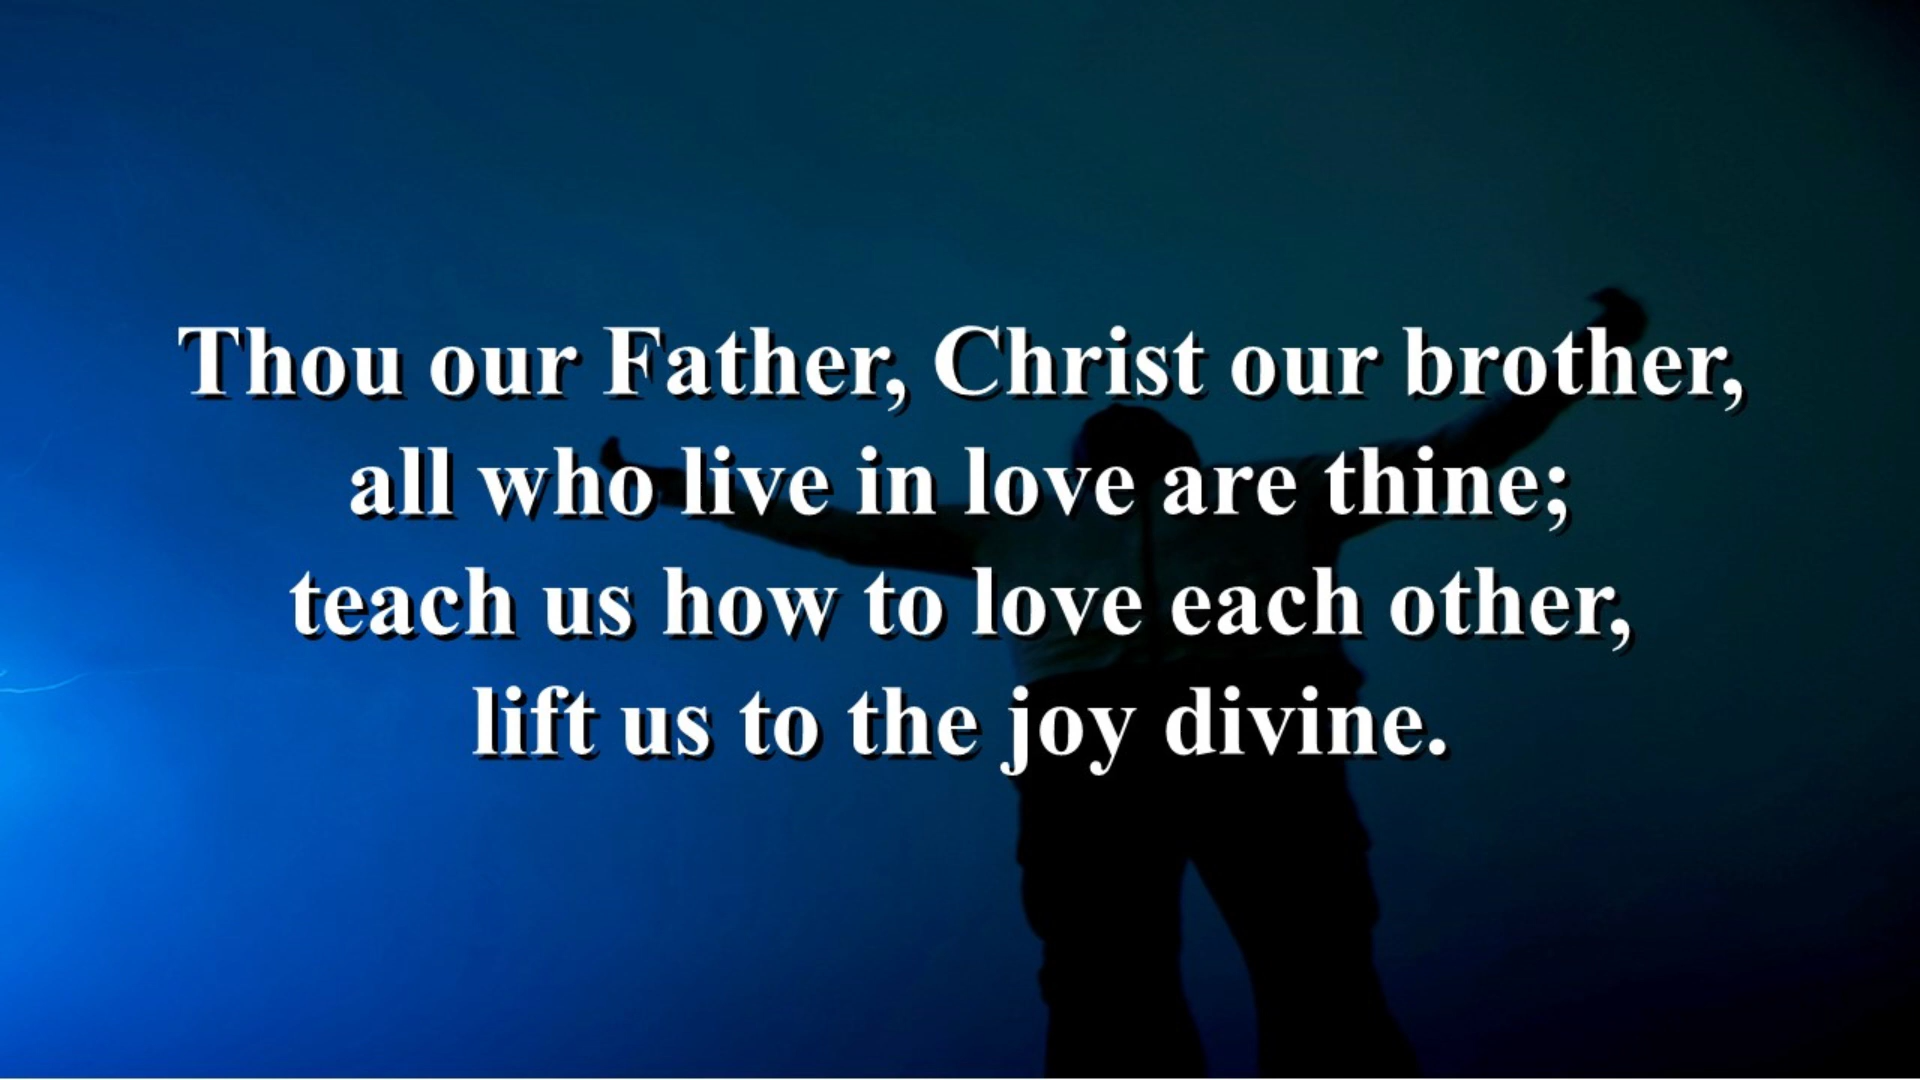 Thou our Father, Christ our brother,
all who live in love are thine;
teach us how to love each other,
lift us to the joy divine.